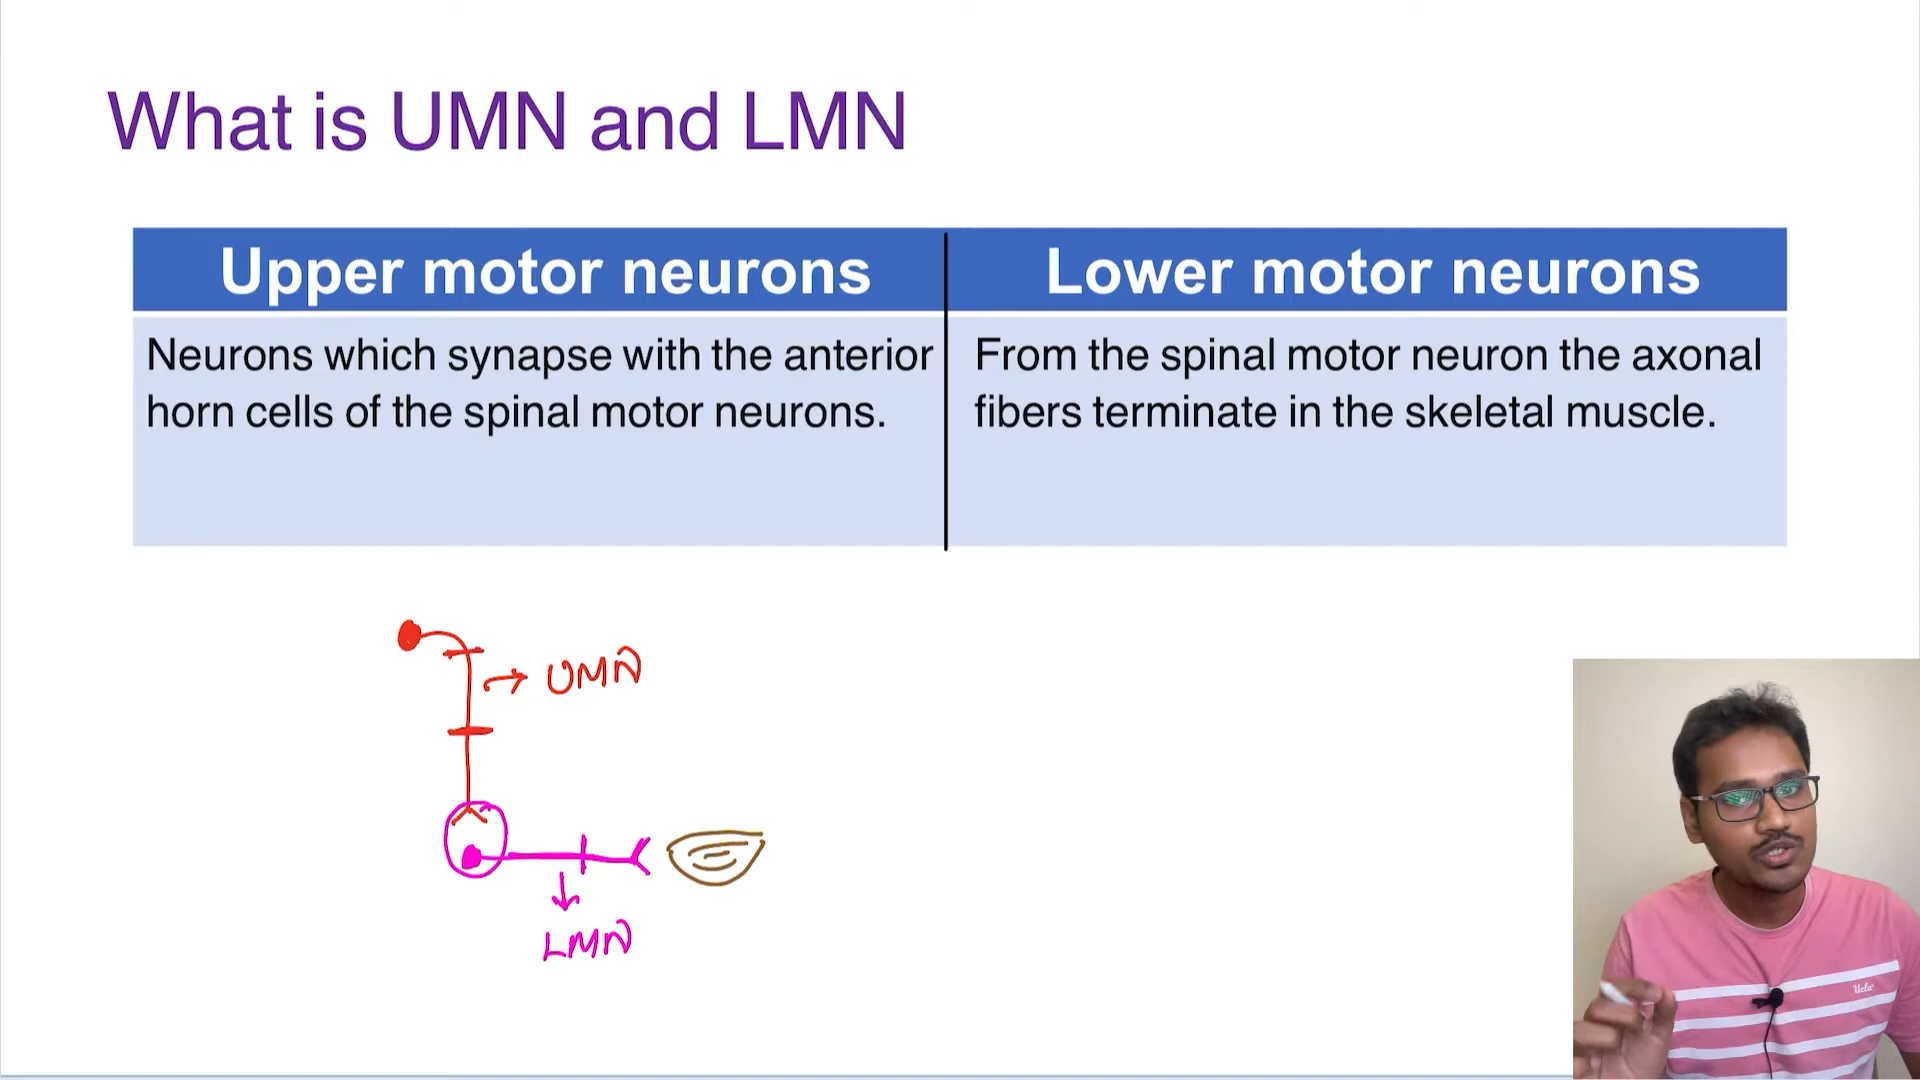 What is UMN and LMN
Upper motor neurons
Lower motor neurons
Neurons which synapse with the anterior
horn cells of the spinal motor neurons.
From the spinal motor neuron the axonal
fibers terminate in the skeletal muscle.
UMN
LMN